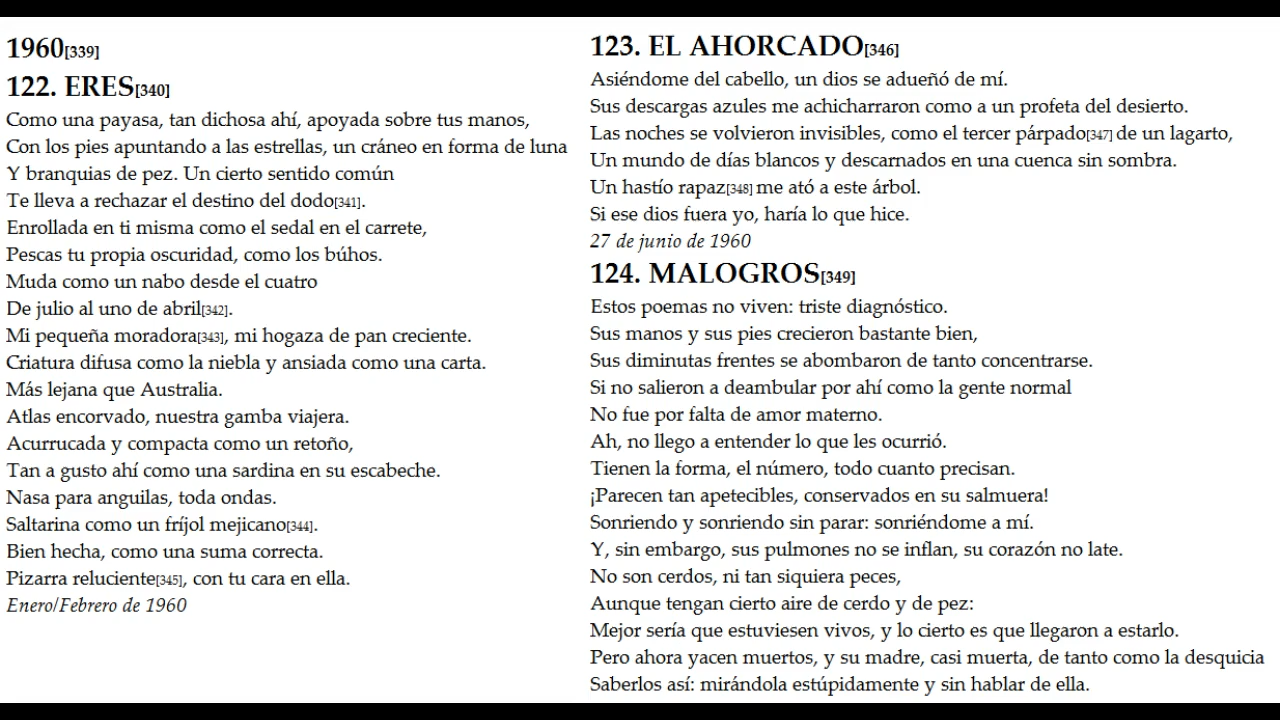 1960[339]
122. ERES[340]
Como una payasa, tan dichosa ahí, apoyada sobre tus manos,
Con los pies apuntando a las estrellas, un cráneo en forma de luna
Y branquias de pez. Un cierto sentido común
Te lleva a rechazar el destino del dodo[341].
Enrollada en ti misma como el sedal en el carrete,
Pescas tu propia oscuridad, como los búhos.
Muda como un nabo desde el cuatro
De julio al uno de abril[342].
Mi pequeña moradora[343], mi hogaza de pan creciente.
Criatura difusa como la niebla y ansiada como una carta.
Más lejana que Australia.
Atlas encorvado, nuestra gamba viajera.
Acurrucada y compacta como un retoño,
Tan a gusto ahí como una sardina en su escabeche.
Nasa para anguilas, toda ondas.
Saltarina como un fríjol mejicano[344].
Bien hecha, como una suma correcta.
Pizarra reluciente[345], con tu cara en ella.
Enero/Febrero de 1960
123. EL AHORCADO[346]
Asiéndome del cabello, un dios se adueñó de mí.
Sus descargas azules me achicharraron como a un profeta del desierto.
Las noches se volvieron invisibles, como el tercer párpado[347] de un lagarto,
Un mundo de días blancos y descarnados en una cuenca sin sombra.
Un hastío rapaz[348] me ató a este árbol.
Si ese dios fuera yo, haría lo que hice.
27 de junio de 1960
124. MALOGROS[349]
Estos poemas no viven: triste diagnóstico.
Sus manos y sus pies crecieron bastante bien,
Sus diminutas frentes se abombaron de tanto concentrarse.
Si no salieron a deambular por ahí como la gente normal
No fue por falta de amor materno.
Ah, no llego a entender lo que les ocurrió.
Tienen la forma, el número, todo cuanto precisan.
¡Parecen tan apetecibles, conservados en su salmuera!
Sonriendo y sonriendo sin parar: sonriéndome a mí.
Y, sin embargo, sus pulmones no se inflan, su corazón no late.
No son cerdos, ni tan siquiera peces,
Aunque tengan cierto aire de cerdo y de pez:
Mejor sería que estuviesen vivos, y lo cierto es que llegaron a estarlo.
Pero ahora yacen muertos, y su madre, casi muerta, de tanto como la desquicia
Saberlos así: mirándola estúpidamente y sin hablar de ella.